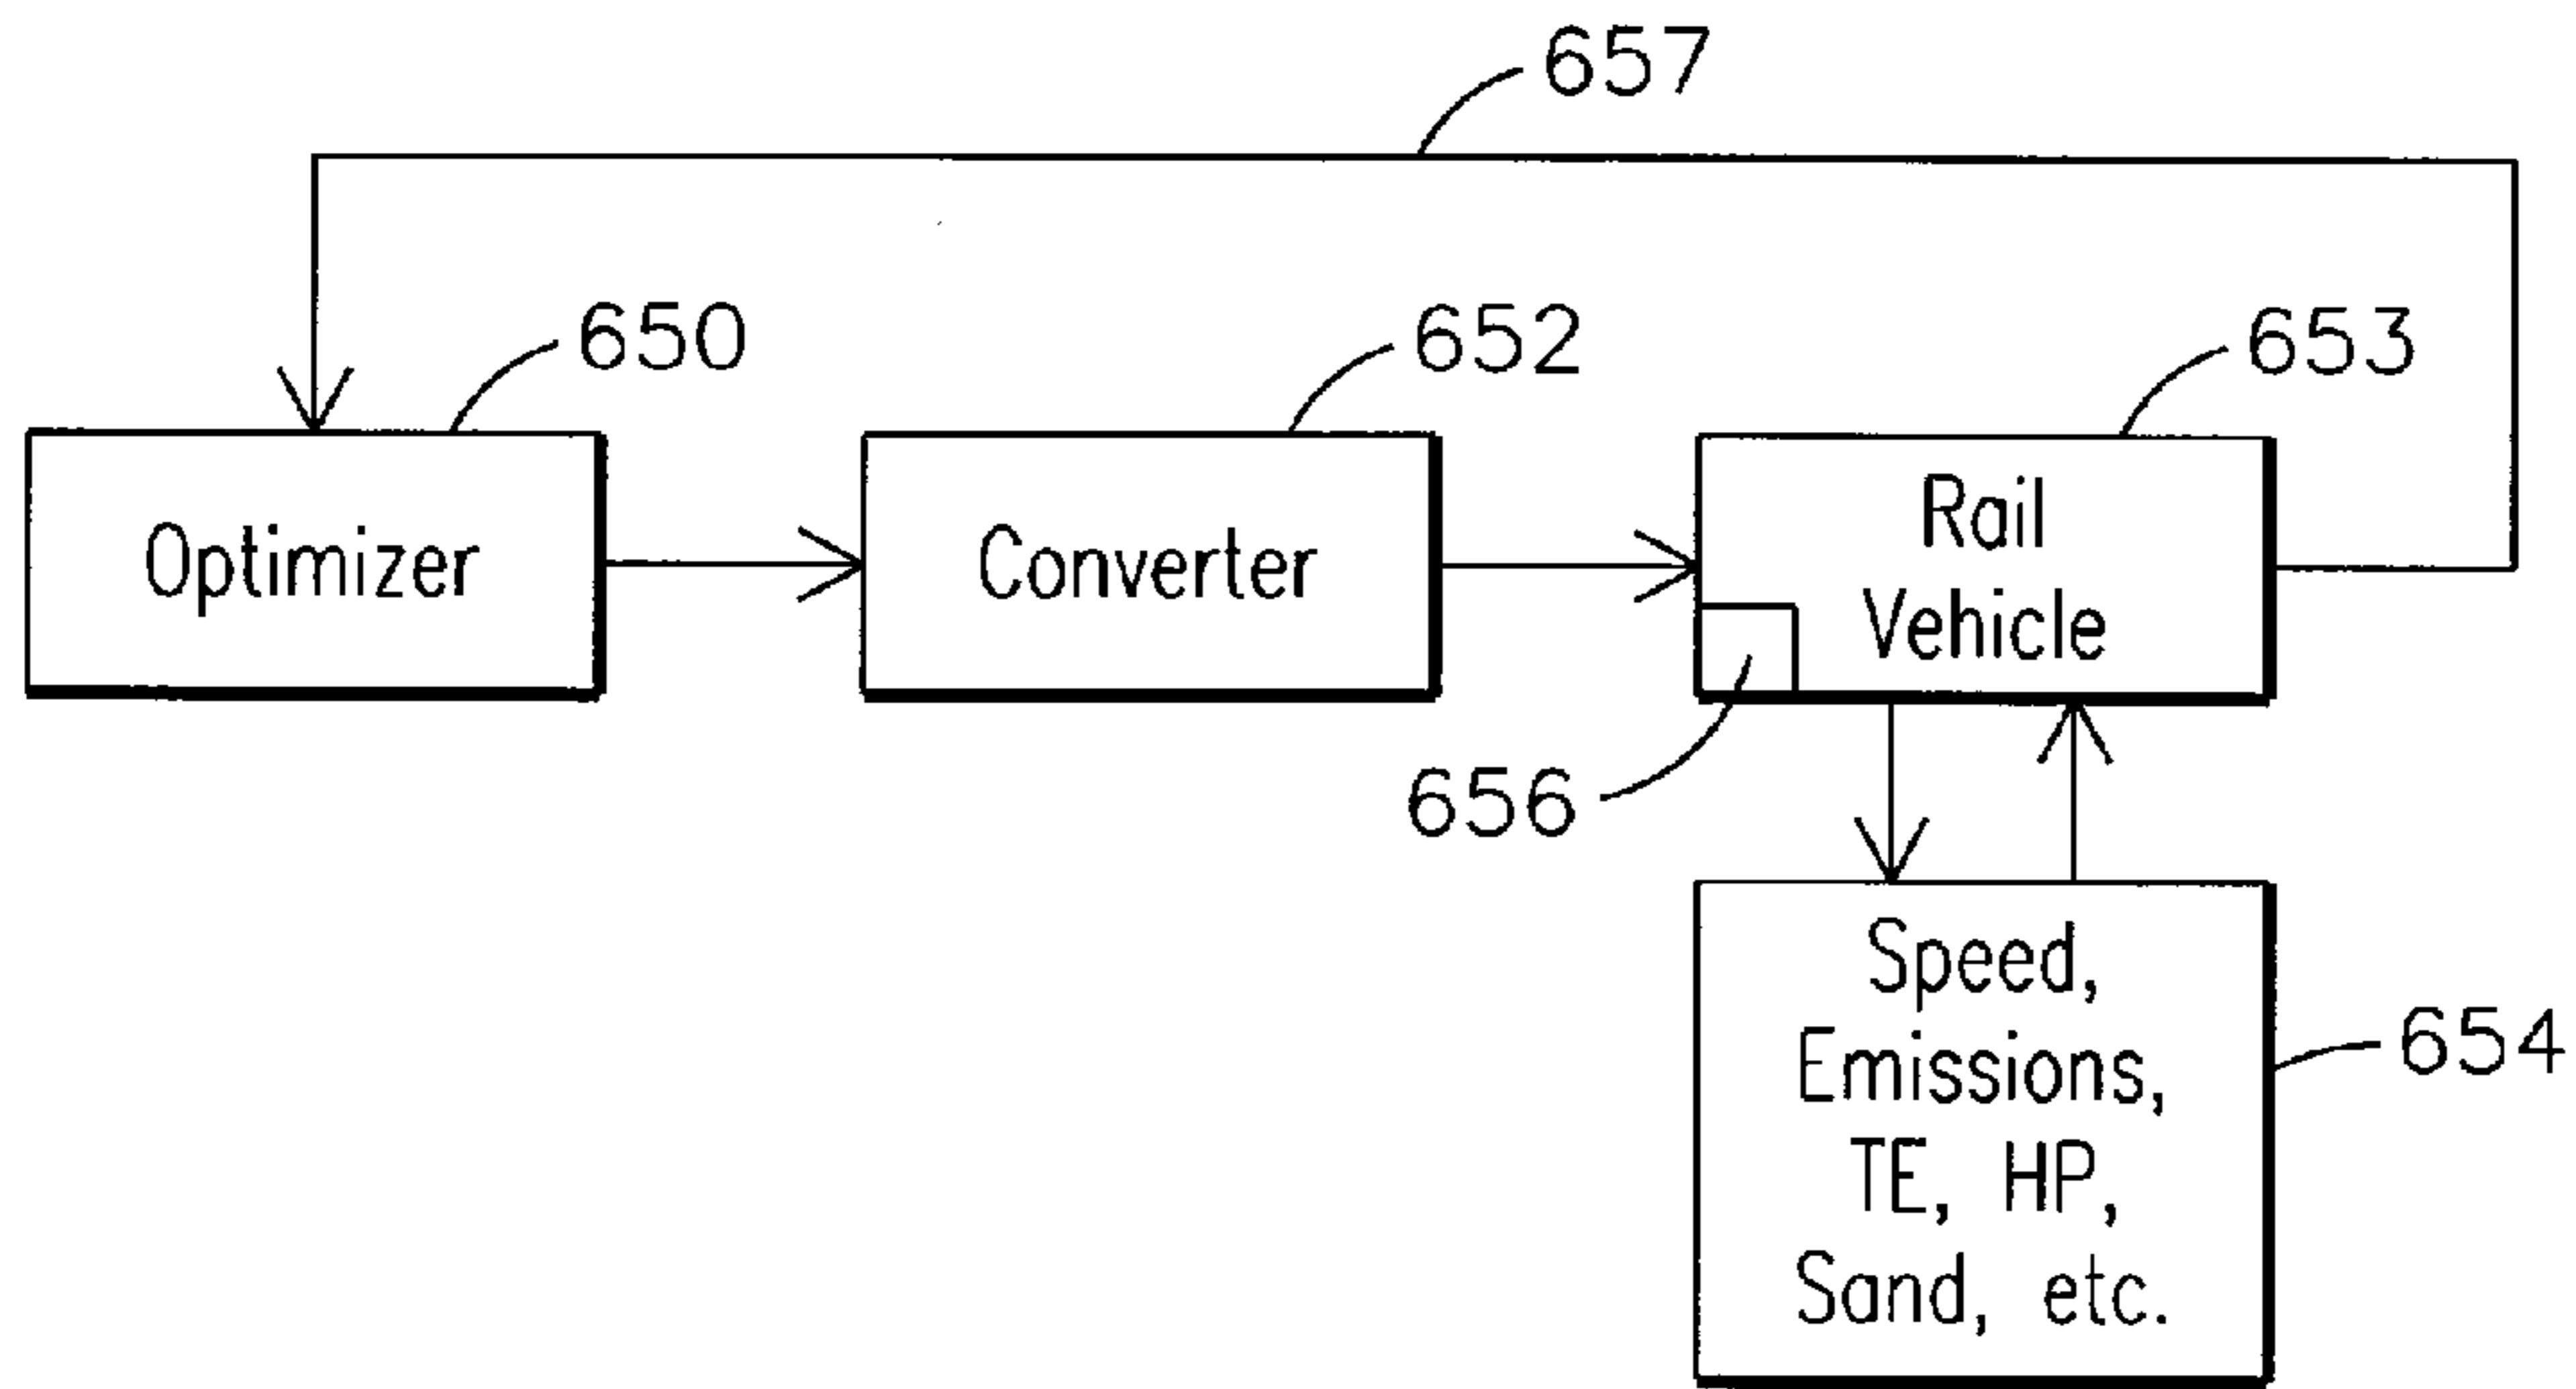 657
650
652
653
Optimizer
Converter
Rail
Vehicle
656
Speed,
Emissions,
TE, HP,
Sand, etc.
654